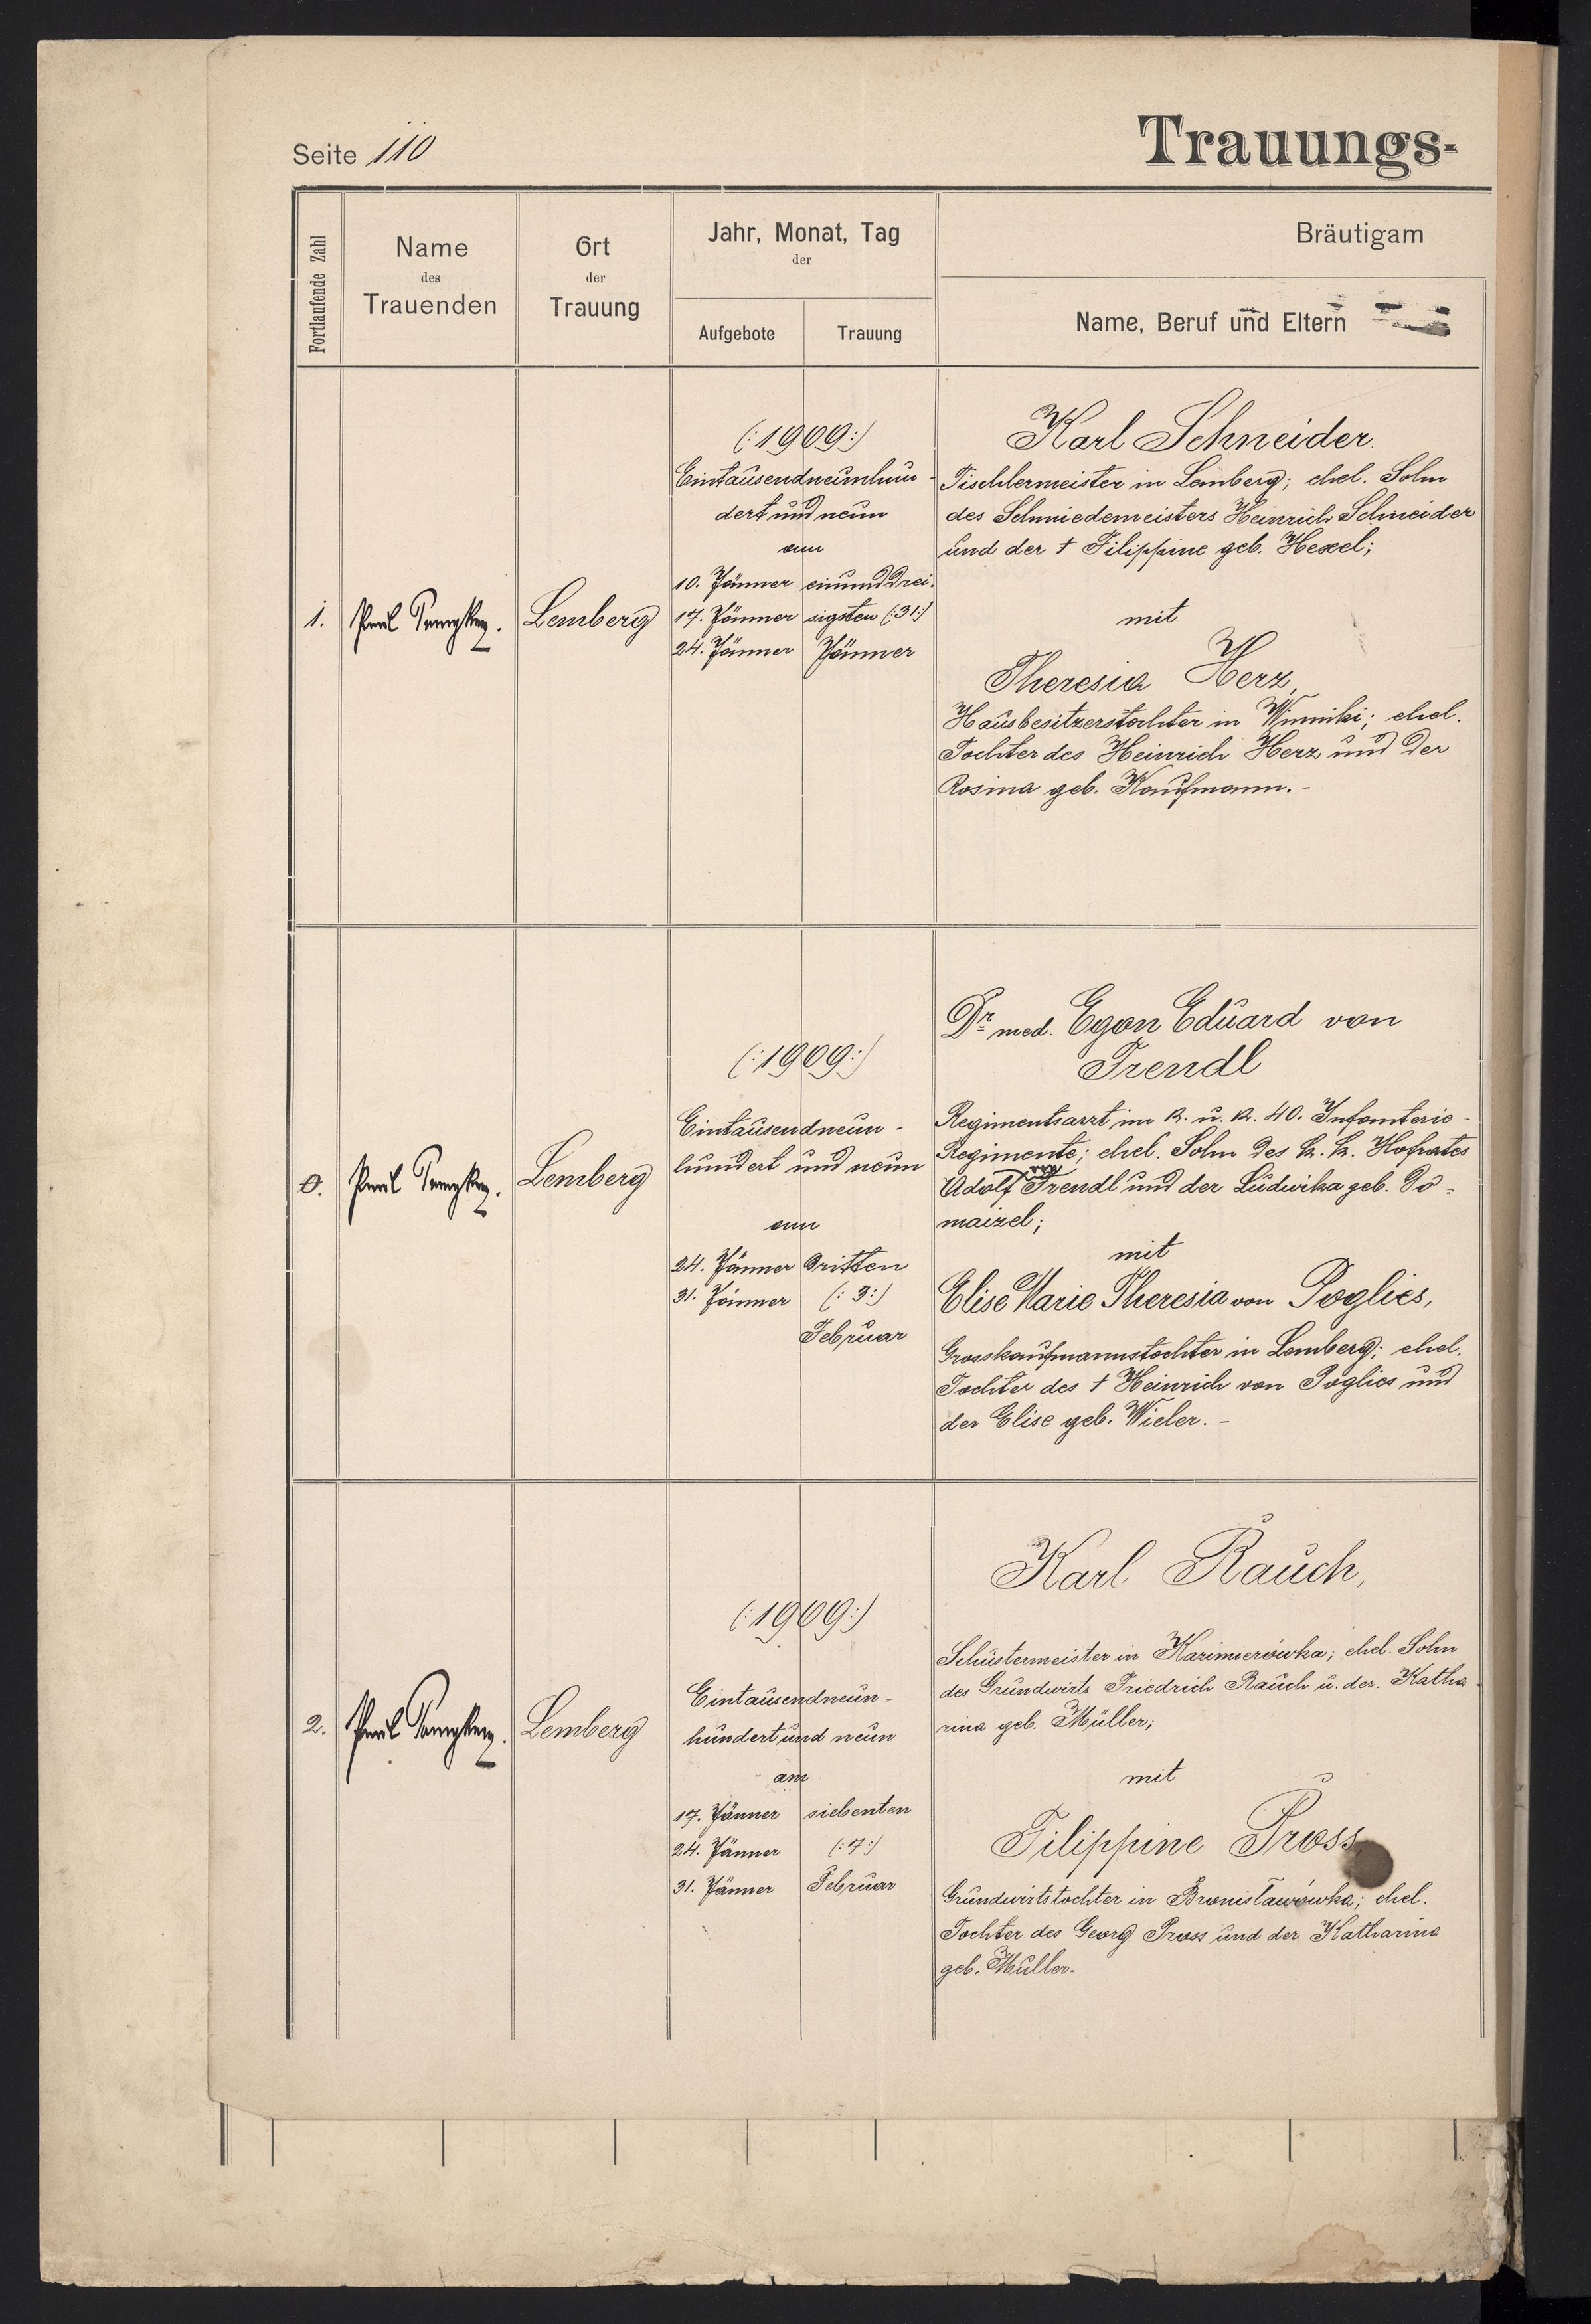 Seite 110
Trauungs-
Fortlaufende Zahl
Name
des
Trauenden
Ort
der
Trauung
Jahr, Monat, Tag
der
Aufgebote
Trauung
Bräutigam
Name, Beruf und Eltern
1.
Paul
Lemberg
(:1909:)
Eintausendneunhun-
dert und neun
am
10. Jänner
17. Jänner
24. Jänner
einunddrei-
sigsten (:31:)
Jänner
Karl Schneider
Tischlermeister in Lemberg; ehel. Sohn
des Schmiedemeisters Heinrich Schneider
und der † Filippine geb. Hexel;
mit
Theresia Herz,
Hausbesitzerstochter in Winniki; ehel.
Tochter des Heinrich Herz und der
Rosina geb. Kaufmann.-
0.
Paul
Lemberg
(:1909:)
Eintausendneun-
hundert und neun
am
24. Jänner
31. Jänner
dritten
(:3:)
Februar
Dr med. Egon Eduard von
Trendl
Regimentsarzt im k. u. k. 40. Infanterie-
Regimente; ehel. Sohn des k. k. Hofrates
Adolf von Trendl und der Ludwika geb. Do-
maizel;
mit
Elise Marie Theresia von Poglies,
Grosskaufmannstochter in Lemberg; ehel.
Tochter des † Heinrich von Poglies und
der Elise geb. Wieler.-
2.
Paul
Lemberg
(:1909:)
Eintausendneun-
hundert und neun
am
17. Jänner
24. Jänner
31. Jänner
siebenten
(:7:)
Februar
Karl Rauch,
Schustermeister in Kazimierówka; ehel. Sohn
des Grundwirts Friedrich Rauch u. der Katha-
rina geb. Müller;
mit
Filippine Pross,
Grundwirtstochter in Bronisławówka; ehel.
Tochter des Georg Pross und der Katharina
geb. Müller.